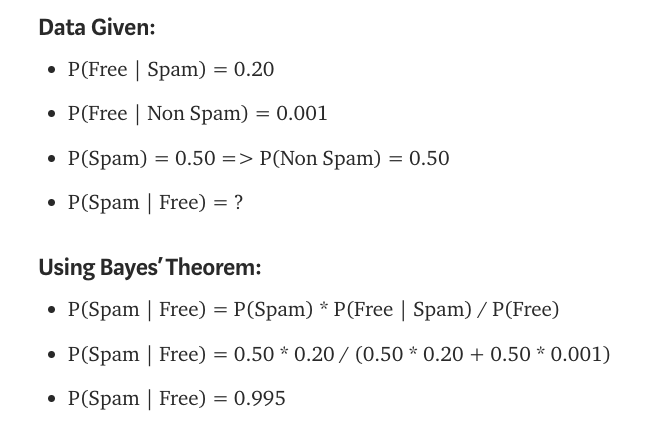 Data Given:
• P(Free | Spam) = 0.20
• P(Free | Non Spam) = 0.001
• P(Spam) = 0.50 => P(Non Spam) = 0.50
• P(Spam | Free) = ?
Using Bayes' Theorem:
• P(Spam | Free) = P(Spam) * P(Free | Spam) / P(Free)
• P(Spam | Free) = 0.50 * 0.20 / (0.50 * 0.20 + 0.50 * 0.001)
• P(Spam | Free) = 0.995